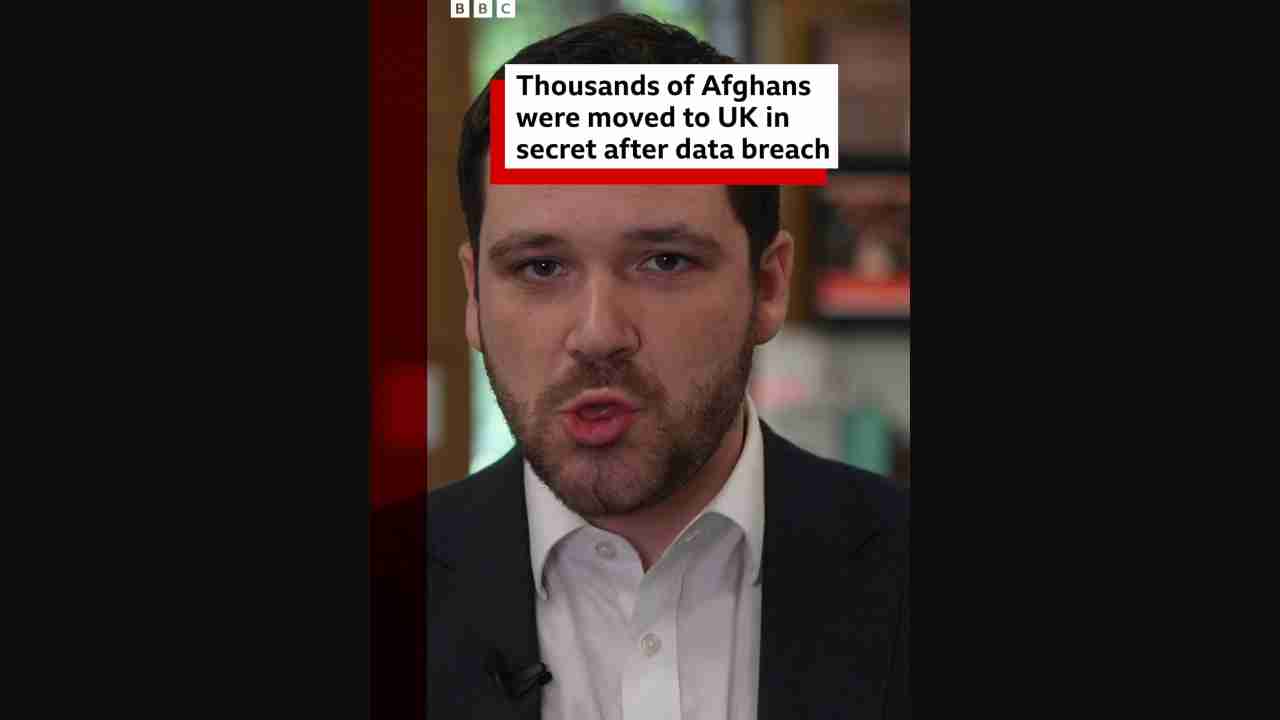 BBC
Thousands of Afghans
were moved to UK in
secret after data breach